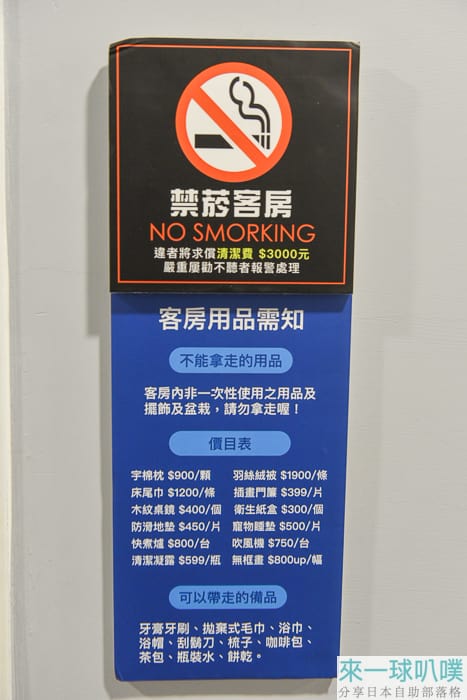 禁菸客房
NO SMORKING
違者將求償清潔費 $3000元
嚴重屢勸不聽者報警處理
客房用品需知
不能拿走的用品
客房內非一次性使用之用品及
擺飾及盆栽，請勿拿走喔！
價目表
宇棉枕 $900/顆 羽絲絨被 $1900/條
床尾巾 $1200/條 插畫門簾 $399/片
木紋桌鏡 $400/個 衛生紙盒 $300/個
防滑地墊 $450/片 寵物睡墊 $500/片
快煮爐 $800/台 吹風機 $750/台
清潔凝露 $599/瓶 無框畫 $800up/幅
可以帶走的備品
牙膏牙刷、拋棄式毛巾、浴巾、
浴帽、刮鬍刀、梳子、咖啡包、
茶包、瓶裝水、餅乾。
來一球叭噗
分享日本自助部落格